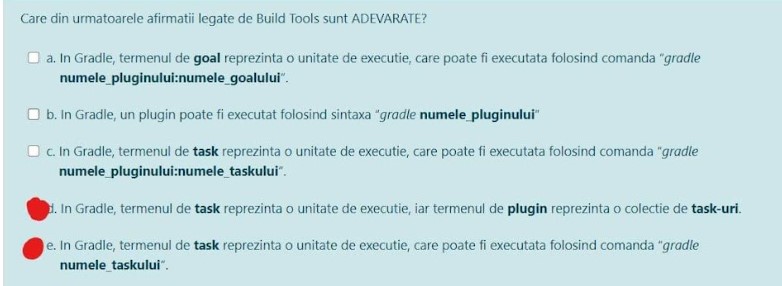 Care din urmatoarele afirmatii legate de Build Tools sunt ADEVARATE?
a. In Gradle, termenul de goal reprezinta o unitate de executie, care poate fi executata folosind comanda "gradle
numele_pluginului:numele_goalului".
b. In Gradle, un plugin poate fi executat folosind sintaxa "gradle numele_pluginului"
c. In Gradle, termenul de task reprezinta o unitate de executie, care poate fi executata folosind comanda "gradle
numele_pluginului:numele_taskului".
d. In Gradle, termenul de task reprezinta o unitate de executie, iar termenul de plugin reprezinta o colectie de task-uri.
e. In Gradle, termenul de task reprezinta o unitate de executie, care poate fi executata folosind comanda "gradle
numele_taskului".